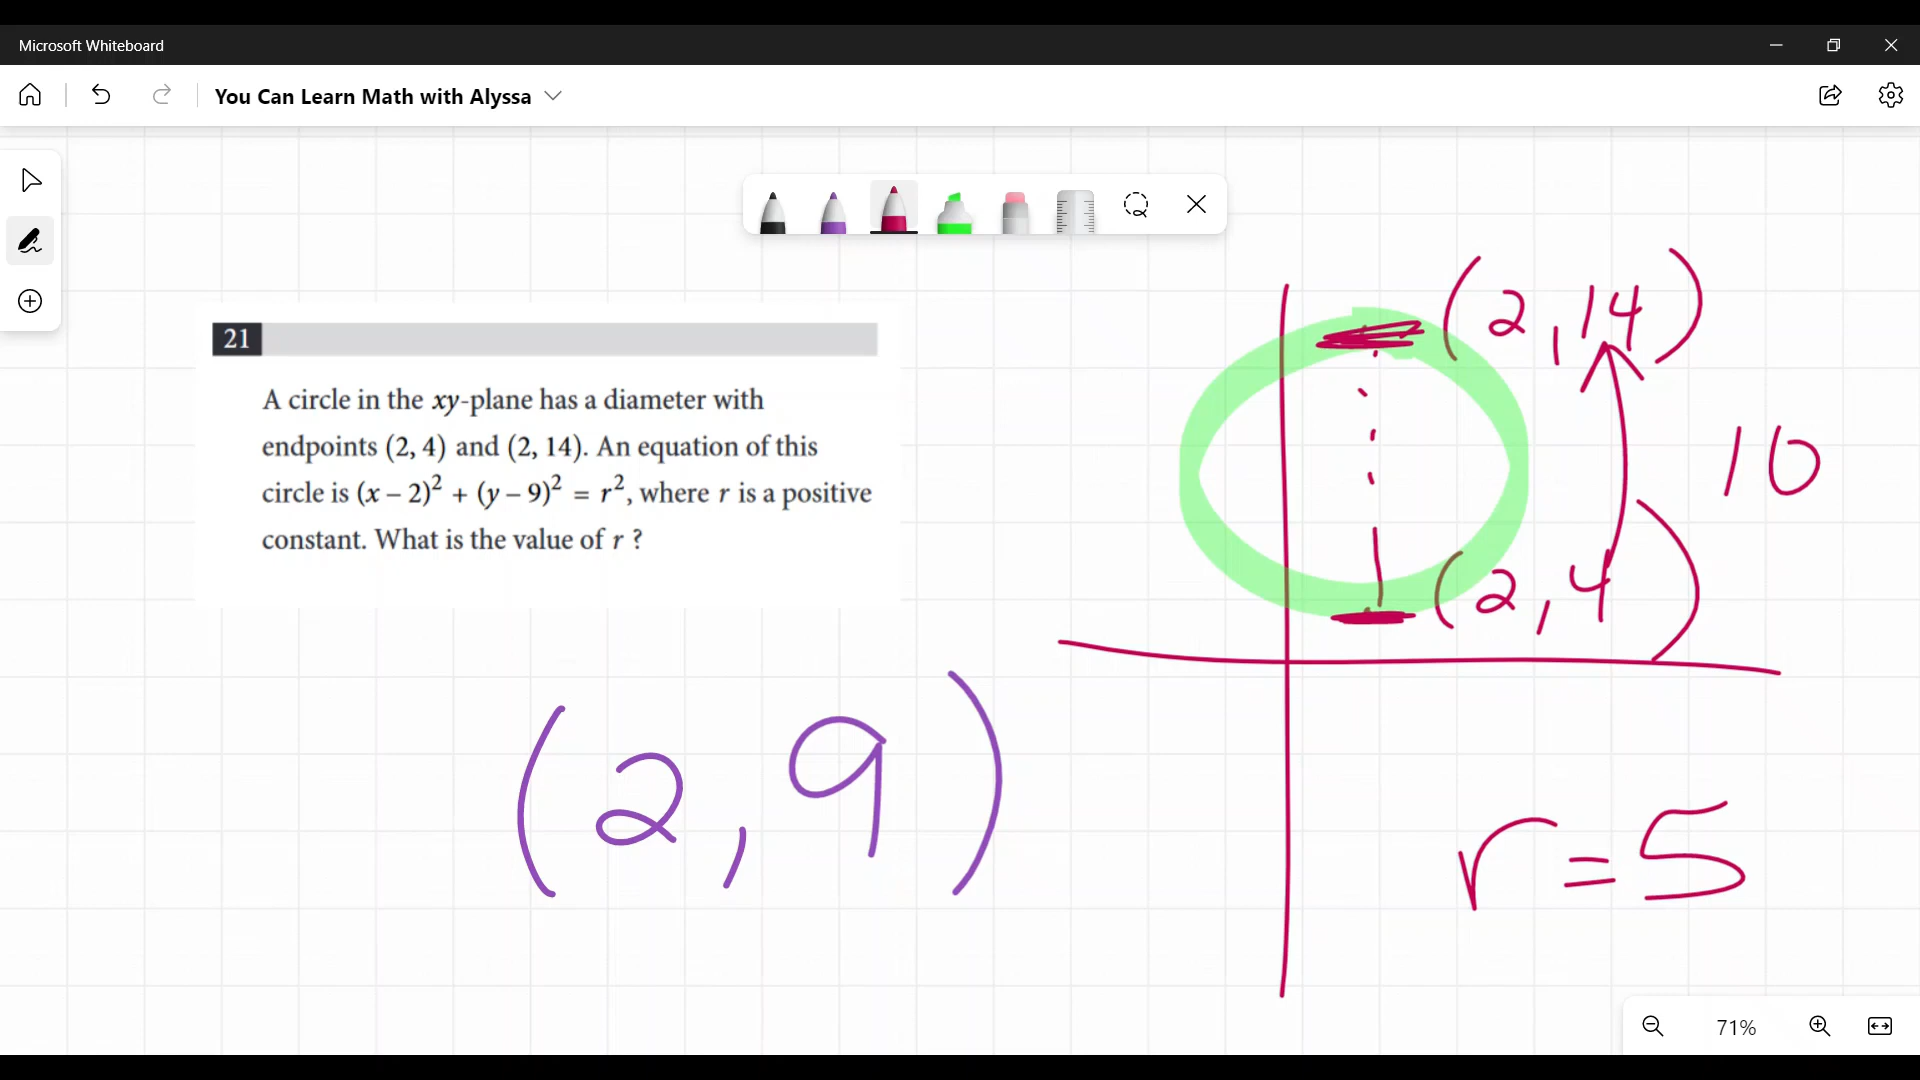 Microsoft Whiteboard
You Can Learn Math with Alyssa
21
A circle in the xy-plane has a diameter with
endpoints (2, 4) and (2, 14). An equation of this
circle is (x – 2)² + (y – 9)² = r², where r is a positive
constant. What is the value of r ?
(2,14)
10
(2,4)
(2,9)
r=5
71%